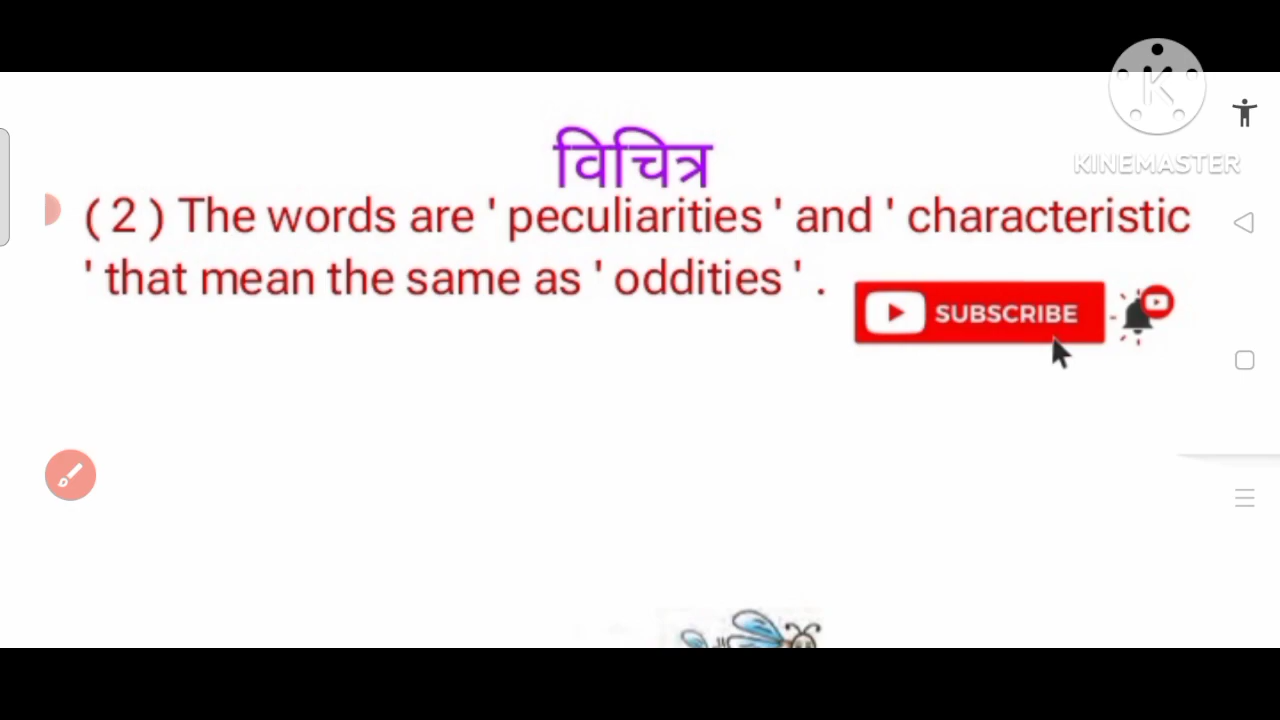 KINEMASTER
विचित्र
( 2 ) The words are ' peculiarities ' and ' characteristic
' that mean the same as ' oddities ' .
SUBSCRIBE